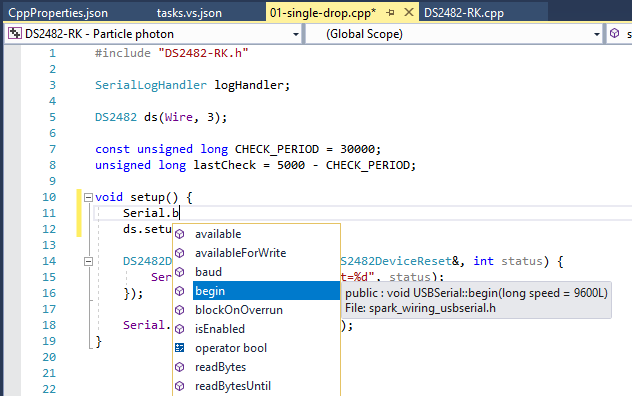 CppProperties.json tasks.vs.json 01-single-drop.cpp* DS2482-RK.cpp
DS2482-RK - Particle photon (Global Scope) s
1 #include "DS2482-RK.h"
2
3 SerialLogHandler logHandler;
4
5 DS2482 ds(Wire, 3);
6
7 const unsigned long CHECK_PERIOD = 30000;
8 unsigned long lastCheck = 5000 - CHECK_PERIOD;
9
10 void setup() {
11 Serial.b
12 ds.setu
13
available
14 DS2482D S2482DeviceReset&, int status) {
availableForWrite
15 Ser t=%d", status);
baud
16 });
begin
public : void USBSerial::begin(long speed = 9600L)
File: spark_wiring_usbserial.h
17
blockOnOverrun
18 Serial. );
isEnabled
19 }
operator bool
20
readBytes
21
readBytesUntil
22